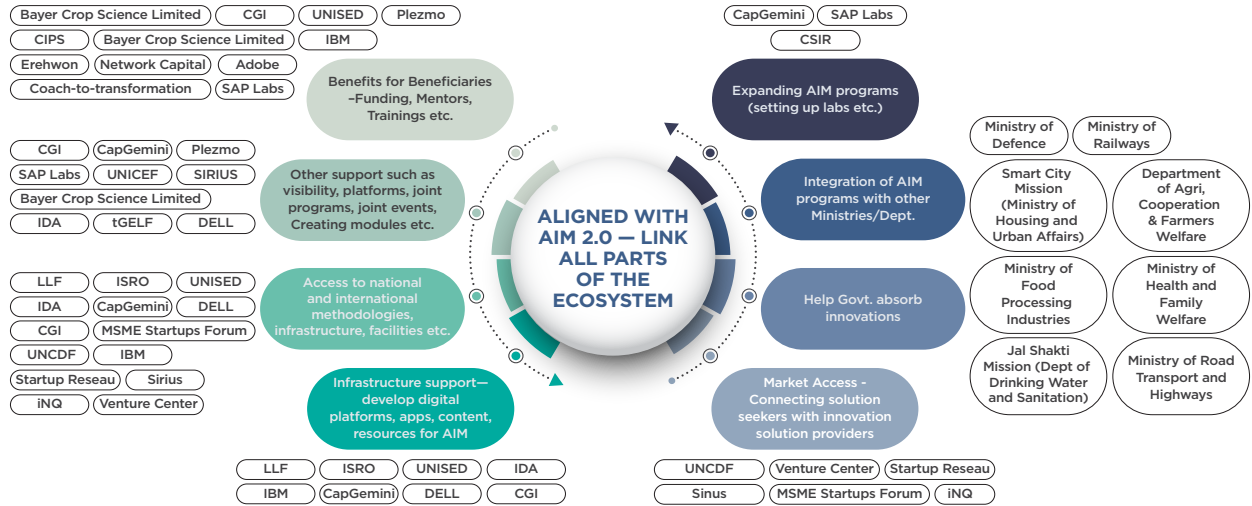 Bayer Crop Science Limited
CGI
UNISED
Plezmo
CIPS
Bayer Crop Science Limited
IBM
Erehwon
Network Capital
Adobe
Coach-to-transformation
SAP Labs
Benefits for Beneficiaries
–Funding, Mentors,
Trainings etc.
CGI
CapGemini
Plezmo
SAP Labs
UNICEF
SIRIUS
Bayer Crop Science Limited
IDA
tGELF
DELL
Other support such as
visibility, platforms, joint
programs, joint events,
Creating modules etc.
LLF
ISRO
UNISED
IDA
CapGemini
DELL
CGI
MSME Startups Forum
UNCDF
IBM
Startup Reseau
Sirius
iNQ
Venture Center
Access to national
and international
methodologies,
infrastructure, facilities etc.
Infrastructure support—
develop digital
platforms, apps, content,
resources for AIM
LLF
ISRO
UNISED
IDA
IBM
CapGemini
DELL
CGI
ALIGNED WITH
AIM 2.0 — LINK
ALL PARTS
OF THE
ECOSYSTEM
CapGemini
SAP Labs
CSIR
Expanding AIM programs
(setting up labs etc.)
Integration of AIM
programs with other
Ministries/Dept.
Ministry of
Defence
Ministry of
Railways
Smart City
Mission
(Ministry of
Housing and
Urban Affairs)
Department
of Agri,
Cooperation
& Farmers
Welfare
Ministry of
Food
Processing
Industries
Ministry of
Health and
Family
Welfare
Jal Shakti
Mission (Dept of
Drinking Water
and Sanitation)
Ministry of Road
Transport and
Highways
Help Govt. absorb
innovations
Market Access -
Connecting solution
seekers with innovation
solution providers
UNCDF
Venture Center
Startup Reseau
Sinus
MSME Startups Forum
iNQ